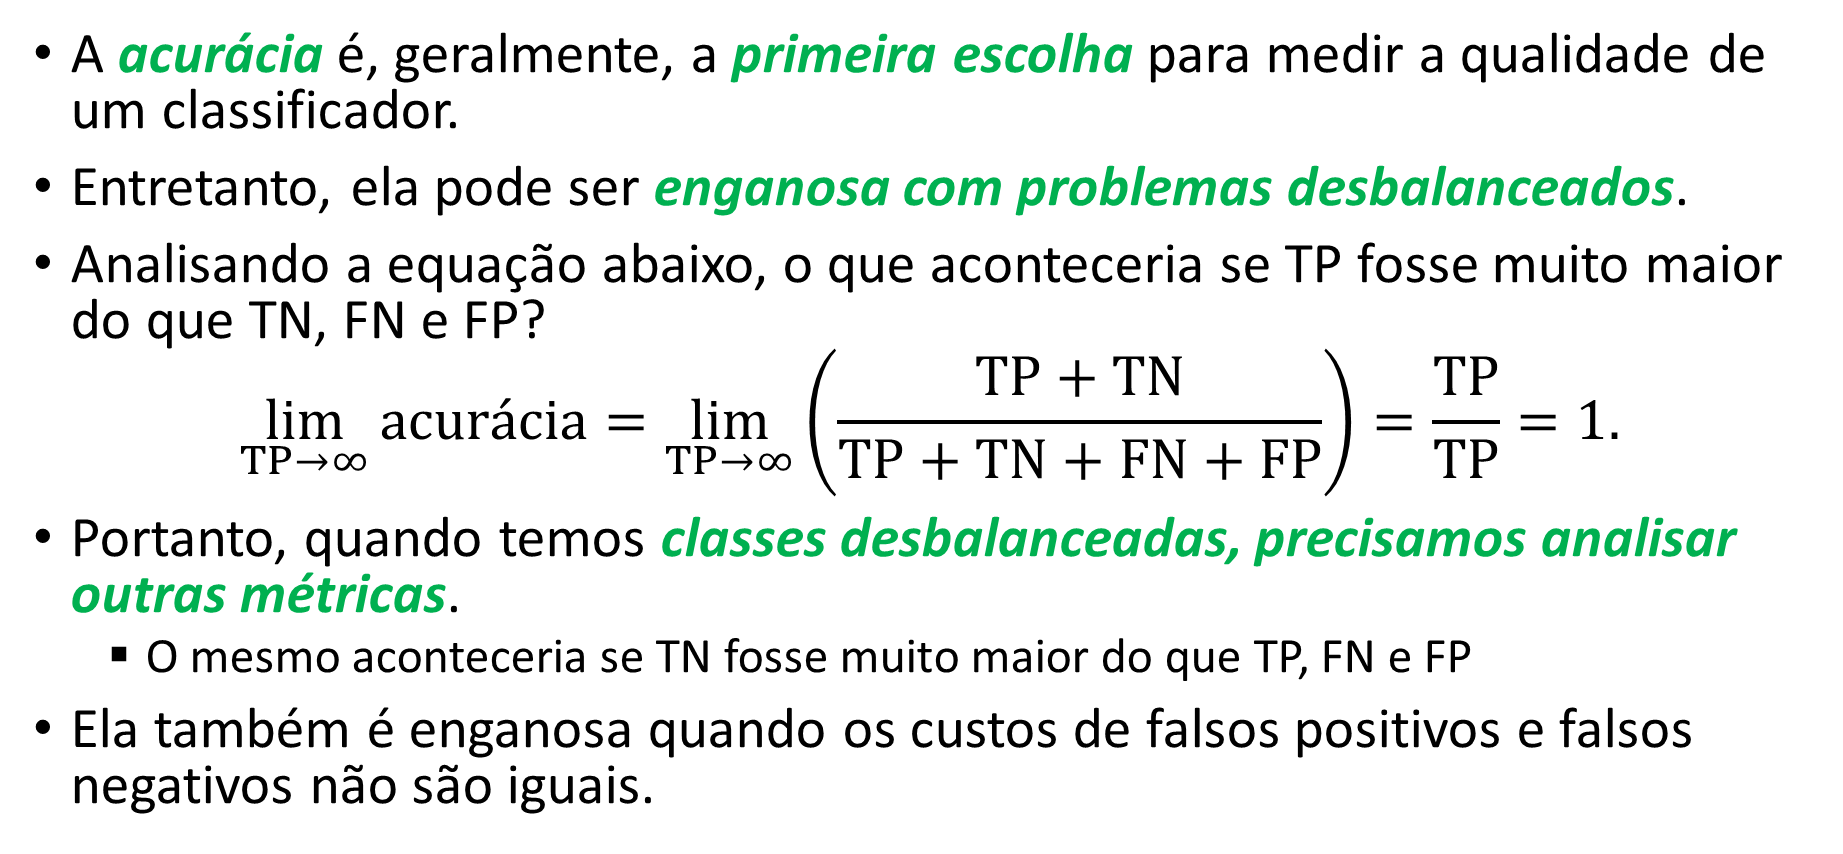 • A acurácia é, geralmente, a primeira escolha para medir a qualidade de
um classificador.
• Entretanto, ela pode ser enganosa com problemas desbalanceados.
• Analisando a equação abaixo, o que aconteceria se TP fosse muito maior
do que TN, FN e FP?
lim_{TP→∞} acurácia = lim_{TP→∞} ( (TP + TN) / (TP + TN + FN + FP) ) = TP/TP = 1.
• Portanto, quando temos classes desbalanceadas, precisamos analisar
outras métricas.
▪ O mesmo aconteceria se TN fosse muito maior do que TP, FN e FP
• Ela também é enganosa quando os custos de falsos positivos e falsos
negativos não são iguais.